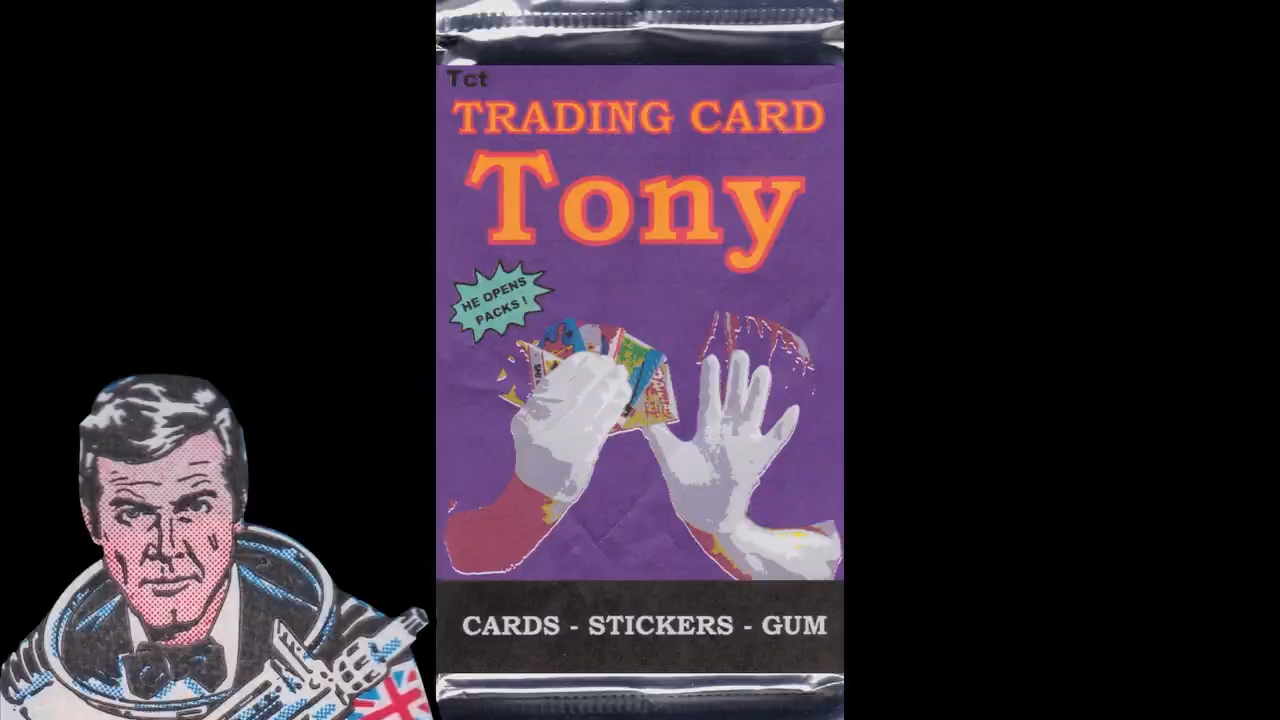 Tct
TRADING CARD
Tony
HE OPENS
PACKS !
CARDS - STICKERS - GUM